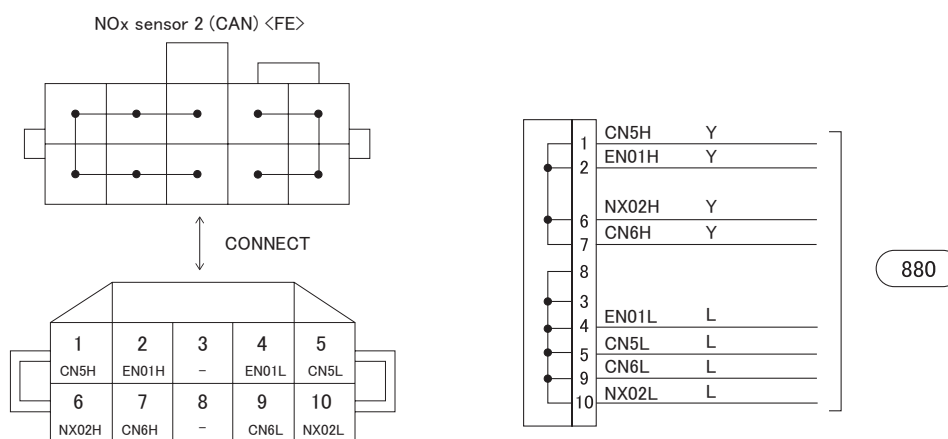 NOx sensor 2 (CAN) <FE>
CONNECT
1 2 3 4 5
CN5H EN01H - EN01L CN5L
6 7 8 9 10
NX02H CN6H - CN6L NX02L
1 CN5H Y
2 EN01H Y
6 NX02H Y
7 CN6H Y
8
3
4 EN01L L
5 CN5L L
9 CN6L L
10 NX02L L
880